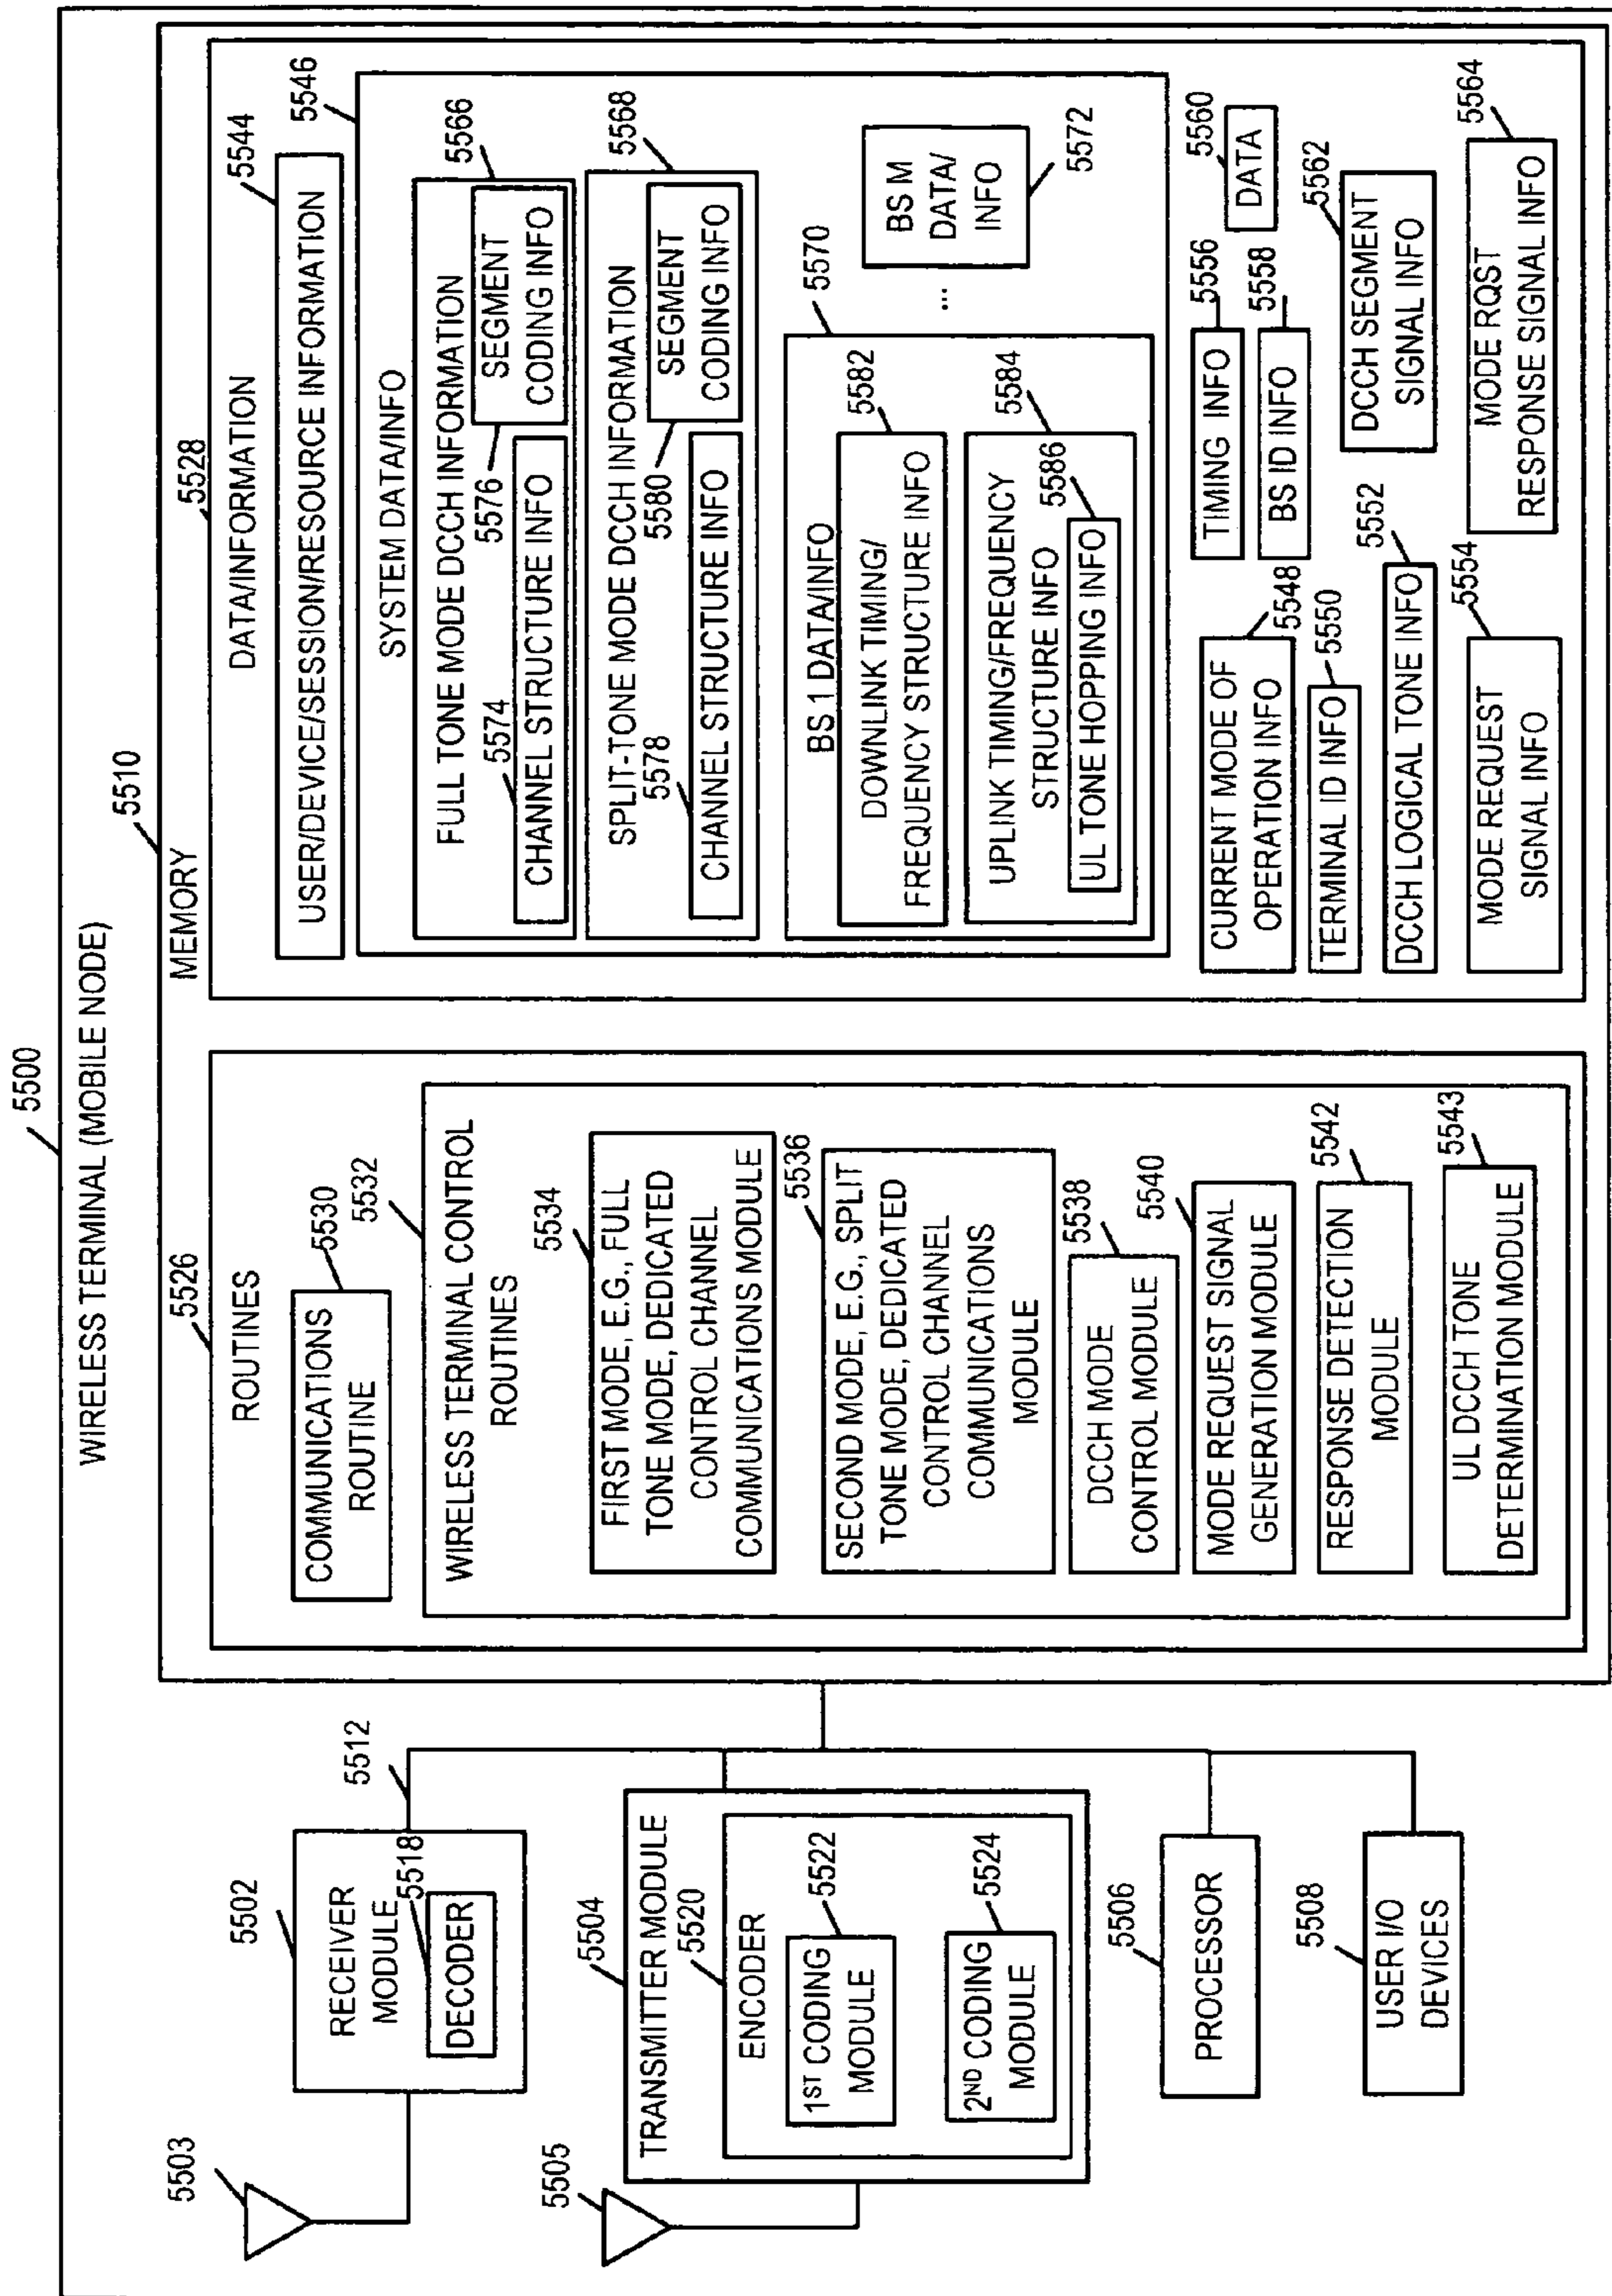 5500
WIRELESS TERMINAL (MOBILE NODE)
5503
5502
RECEIVER
MODULE
5518
DECODER
5512
5505
5504
TRANSMITTER MODULE
5520
ENCODER
5522
1ST CODING
MODULE
5524
2ND CODING
MODULE
5506
PROCESSOR
5508
USER I/O
DEVICES
5510
MEMORY
5526
ROUTINES
5530
COMMUNICATIONS
ROUTINE
5532
WIRELESS TERMINAL CONTROL
ROUTINES
5534
FIRST MODE, E.G., FULL
TONE MODE, DEDICATED
CONTROL CHANNEL
COMMUNICATIONS MODULE
5536
SECOND MODE, E.G., SPLIT
TONE MODE, DEDICATED
CONTROL CHANNEL
COMMUNICATIONS
MODULE
5538
DCCH MODE
CONTROL MODULE
5540
MODE REQUEST SIGNAL
GENERATION MODULE
5542
RESPONSE DETECTION
MODULE
5543
UL DCCH TONE
DETERMINATION MODULE
5528
DATA/INFORMATION
5544
USER/DEVICE/SESSION/RESOURCE INFORMATION
5546
SYSTEM DATA/INFO
5566
FULL TONE MODE DCCH INFORMATION
5574
CHANNEL STRUCTURE INFO
5576
SEGMENT
CODING INFO
5568
SPLIT-TONE MODE DCCH INFORMATION
5578
CHANNEL STRUCTURE INFO
5580
SEGMENT
CODING INFO
5570
BS 1 DATA/INFO
5582
DOWNLINK TIMING/
FREQUENCY STRUCTURE INFO
5584
UPLINK TIMING/FREQUENCY
STRUCTURE INFO
5586
UL TONE HOPPING INFO
...
BS M
DATA/
INFO
5572
CURRENT MODE OF
OPERATION INFO
5548
TIMING INFO
5556
DATA
5560
TERMINAL ID INFO
5550
BS ID INFO
5558
DCCH LOGICAL TONE INFO
5552
DCCH SEGMENT
SIGNAL INFO
5562
MODE REQUEST
SIGNAL INFO
5554
MODE RQST
RESPONSE SIGNAL INFO
5564